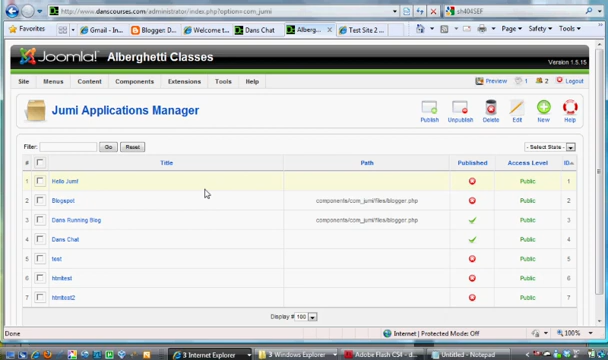 http://www.danscourses.com/administrator/index.php?option=com_jumi
sh404SEF
Favorites
Gmail - In...
Blogger: D...
Welcome t...
Dans Chat
Alberg...
Test Site 2
Page
Safety
Tools
Joomla!
Alberghetti Classes
Version 1.5.15
Site
Menus
Content
Components
Extensions
Tools
Help
Preview
1
2
Logout
Jumi Applications Manager
Publish
Unpublish
Delete
Edit
New
Help
Filter:
Go
Reset
- Select State -
#
Title
Path
Published
Access Level
ID
1 Hello Jumi! Public 1
2 Blogspot components/com_jumi/files/blogger.php Public 2
3 Dans Running Blog components/com_jumi/files/blogger.php Public 3
4 Dans Chat Public 4
5 test Public 5
6 htmltest Public 6
7 htmltest2 Public 7
Display # 100
Done
Internet | Protected Mode: Off
100%
3 Internet Explorer
3 Windows Explorer
Adobe Flash CS4 - ...
Untitled - Notepad